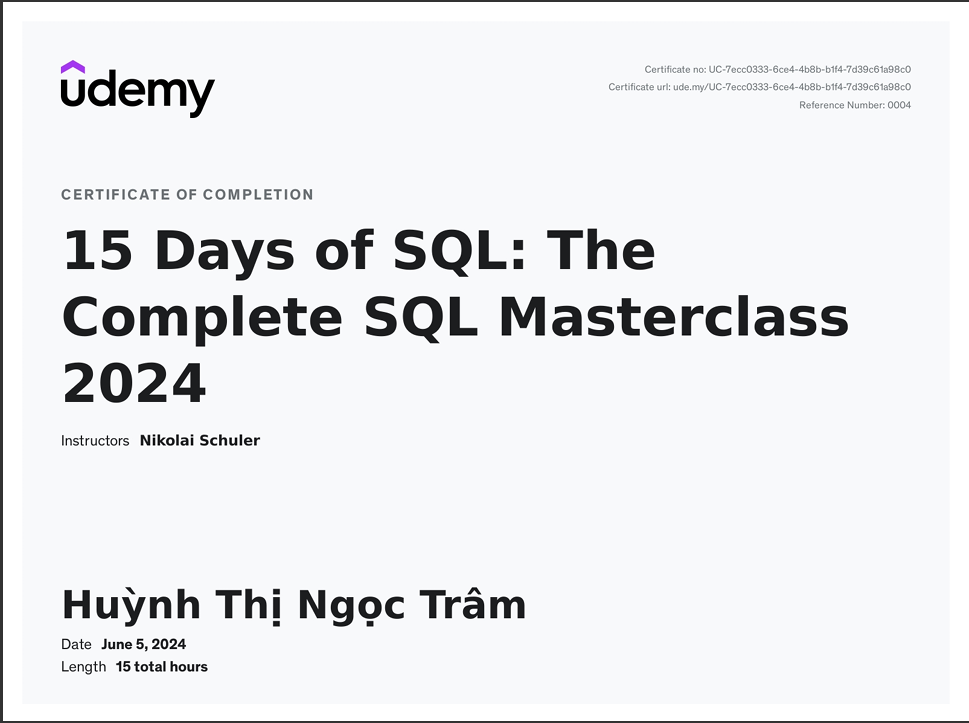 udemy
Certificate no: UC-7ecc0333-6ce4-4b8b-b1f4-7d39c61a98c0
Certificate url: ude.my/UC-7ecc0333-6ce4-4b8b-b1f4-7d39c61a98c0
Reference Number: 0004
CERTIFICATE OF COMPLETION
15 Days of SQL: The
Complete SQL Masterclass
2024
Instructors Nikolai Schuler
Huỳnh Thị Ngọc Trâm
Date June 5, 2024
Length 15 total hours